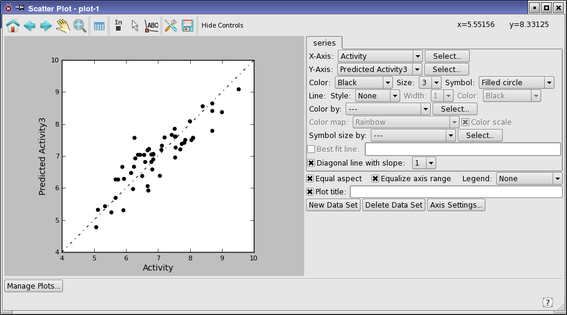 Scatter Plot - plot-1
In
ABC
Hide Controls
x=5.55156 y=8.33125
series
X-Axis: Activity Select...
Y-Axis: Predicted Activity3 Select...
Color: Black Size: 3 Symbol: Filled circle
Line: Style: None Width: 1 Color: Black
Color by: --- Select...
Color map: Rainbow Color scale
Symbol size by: --- Select...
Best fit line:
Diagonal line with slope: 1
Equal aspect Equalize axis range Legend: None
Plot title:
New Data Set Delete Data Set Axis Settings...
10
9
8
7
6
5
4
Predicted Activity3
4 5 6 7 8 9 10
Activity
Manage Plots...
?